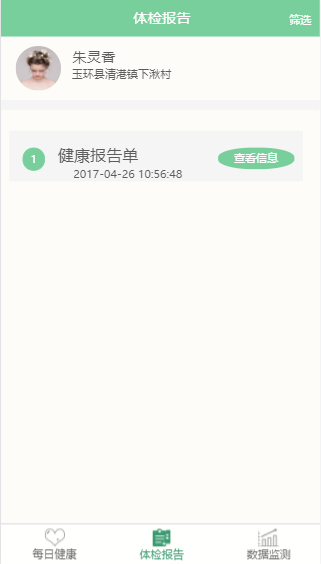 体检报告
筛选
朱灵香
玉环县清港镇下湫村
1
健康报告单
查看信息
2017-04-26 10:56:48
每日健康
体检报告
数据监测